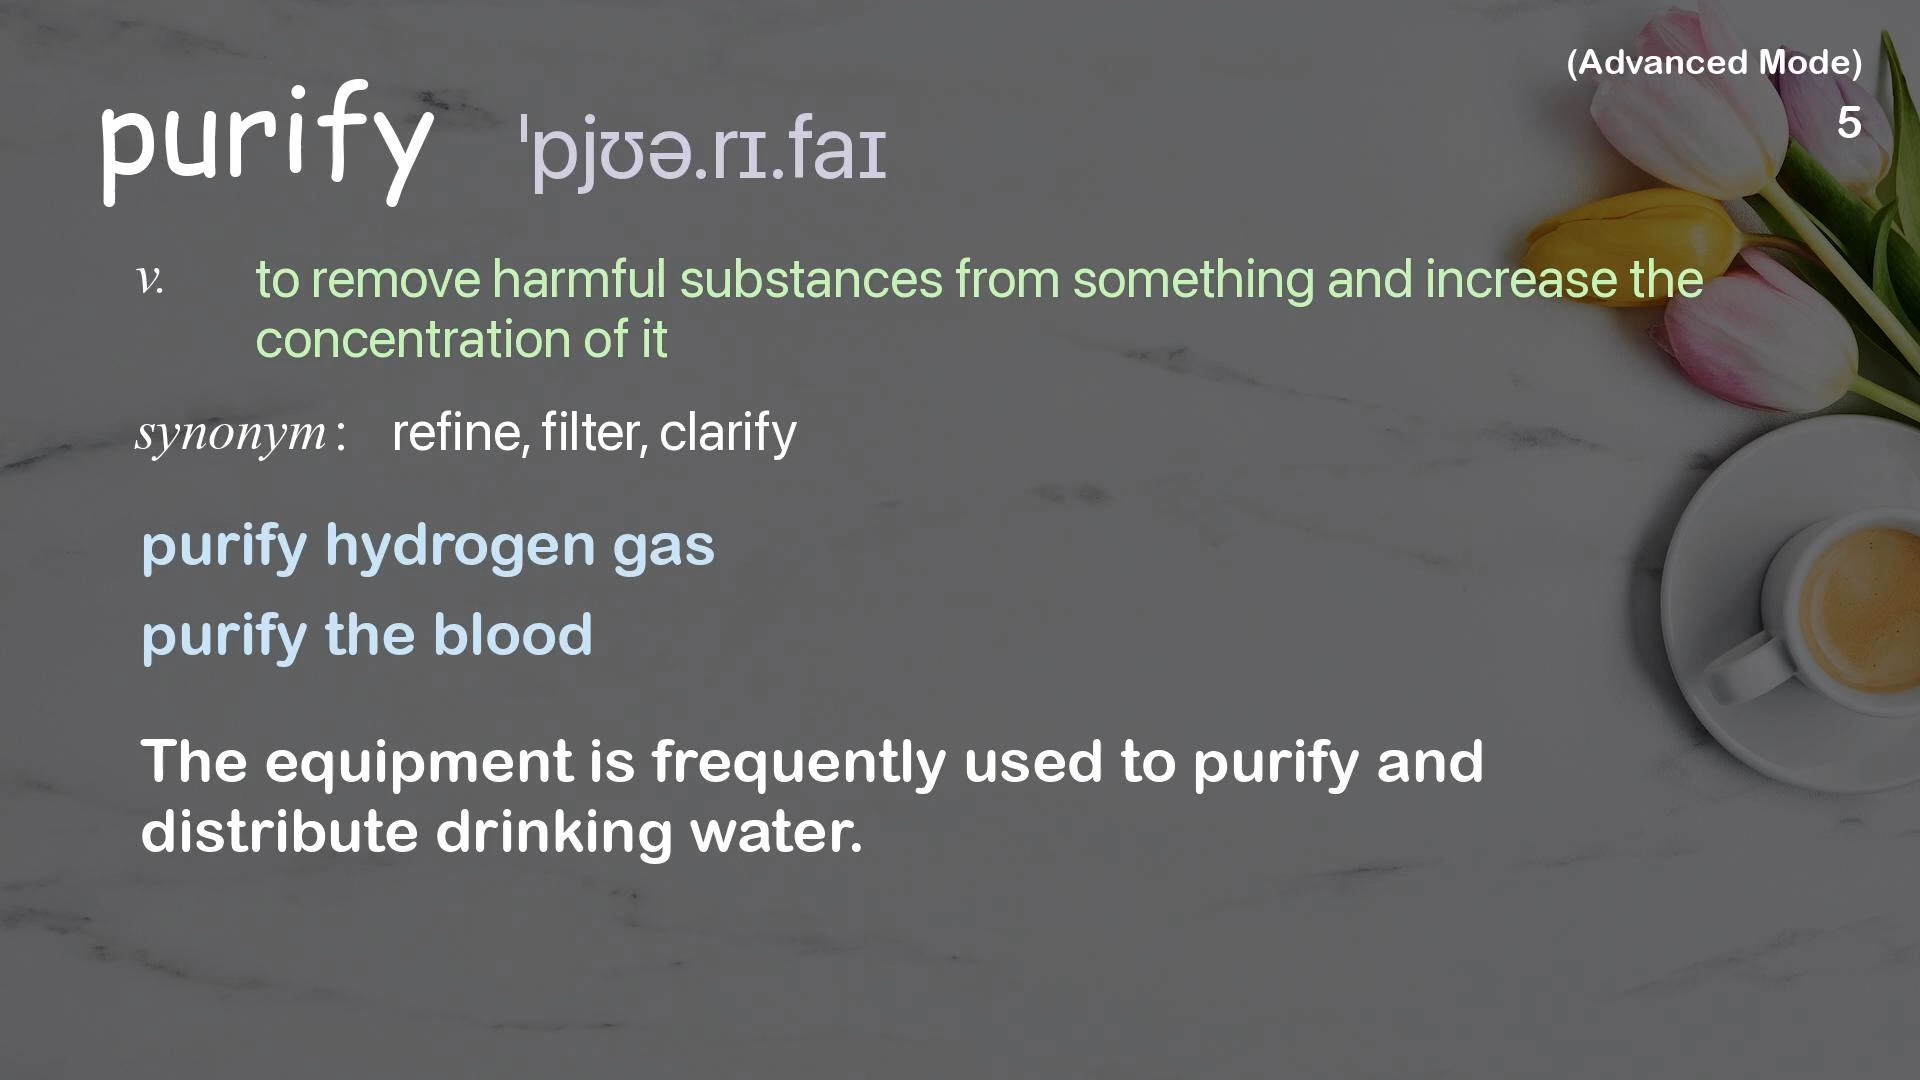 (Advanced Mode)
5
purify ˈpjʊə.rɪ.faɪ
v. to remove harmful substances from something and increase the
concentration of it
synonym: refine, filter, clarify
purify hydrogen gas
purify the blood
The equipment is frequently used to purify and
distribute drinking water.